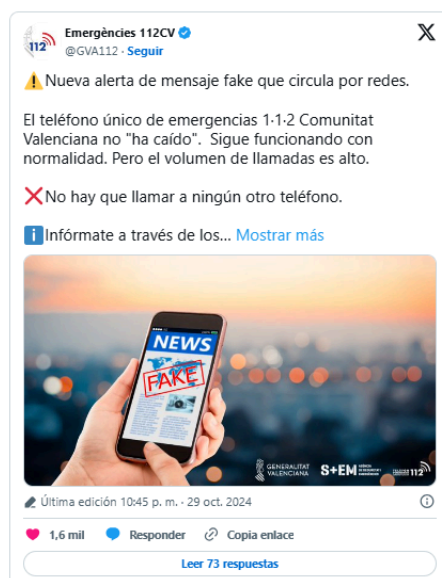 Emergències 112CV
@GVA112 · Seguir
112
⚠️Nueva alerta de mensaje fake que circula por redes.
El teléfono único de emergencias 1·1·2 Comunitat
Valenciana no "ha caído".  Sigue funcionando con
normalidad. Pero el volumen de llamadas es alto.
❌No hay que llamar a ningún otro teléfono.
ℹ️Infórmate a través de los... Mostrar más
NEWS
FAKE
GENERALITAT
VALENCIANA
S+EM
112
Última edición 10:45 p. m. · 29 oct. 2024
1,6 mil
Responder
Copia enlace
Leer 73 respuestas